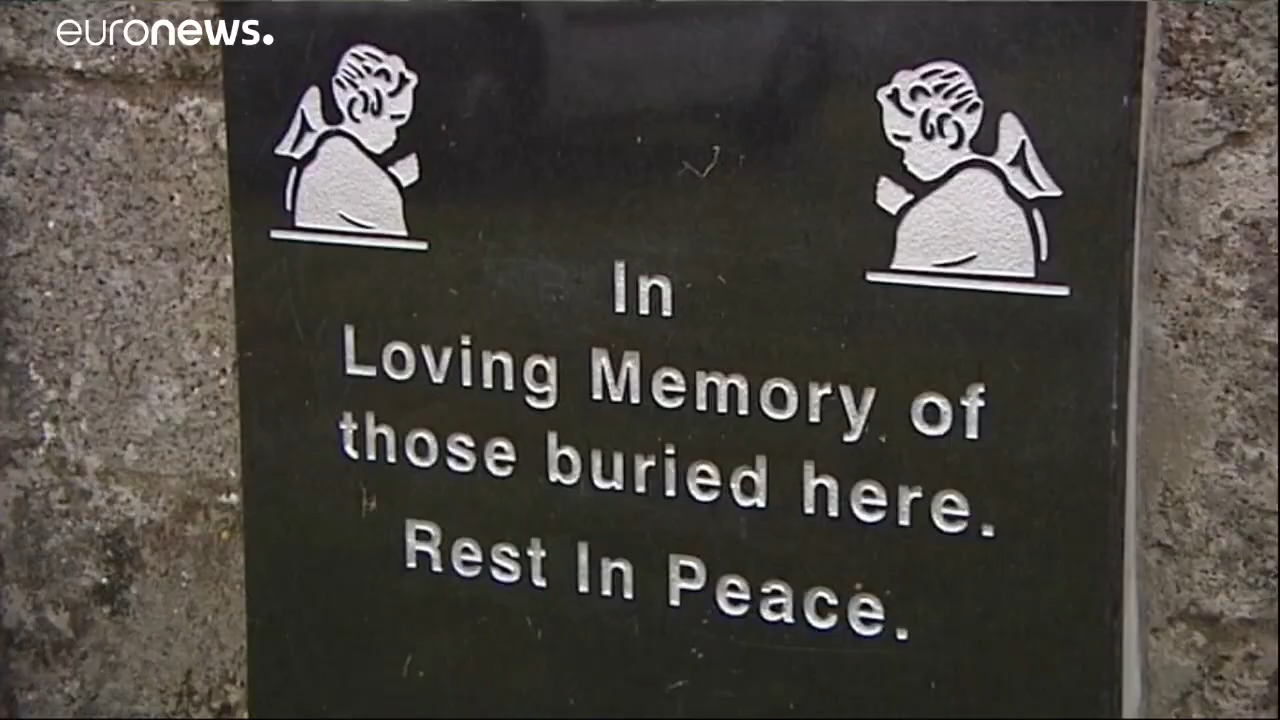 euronews.
In
Loving Memory of
those buried here.
Rest In Peace.